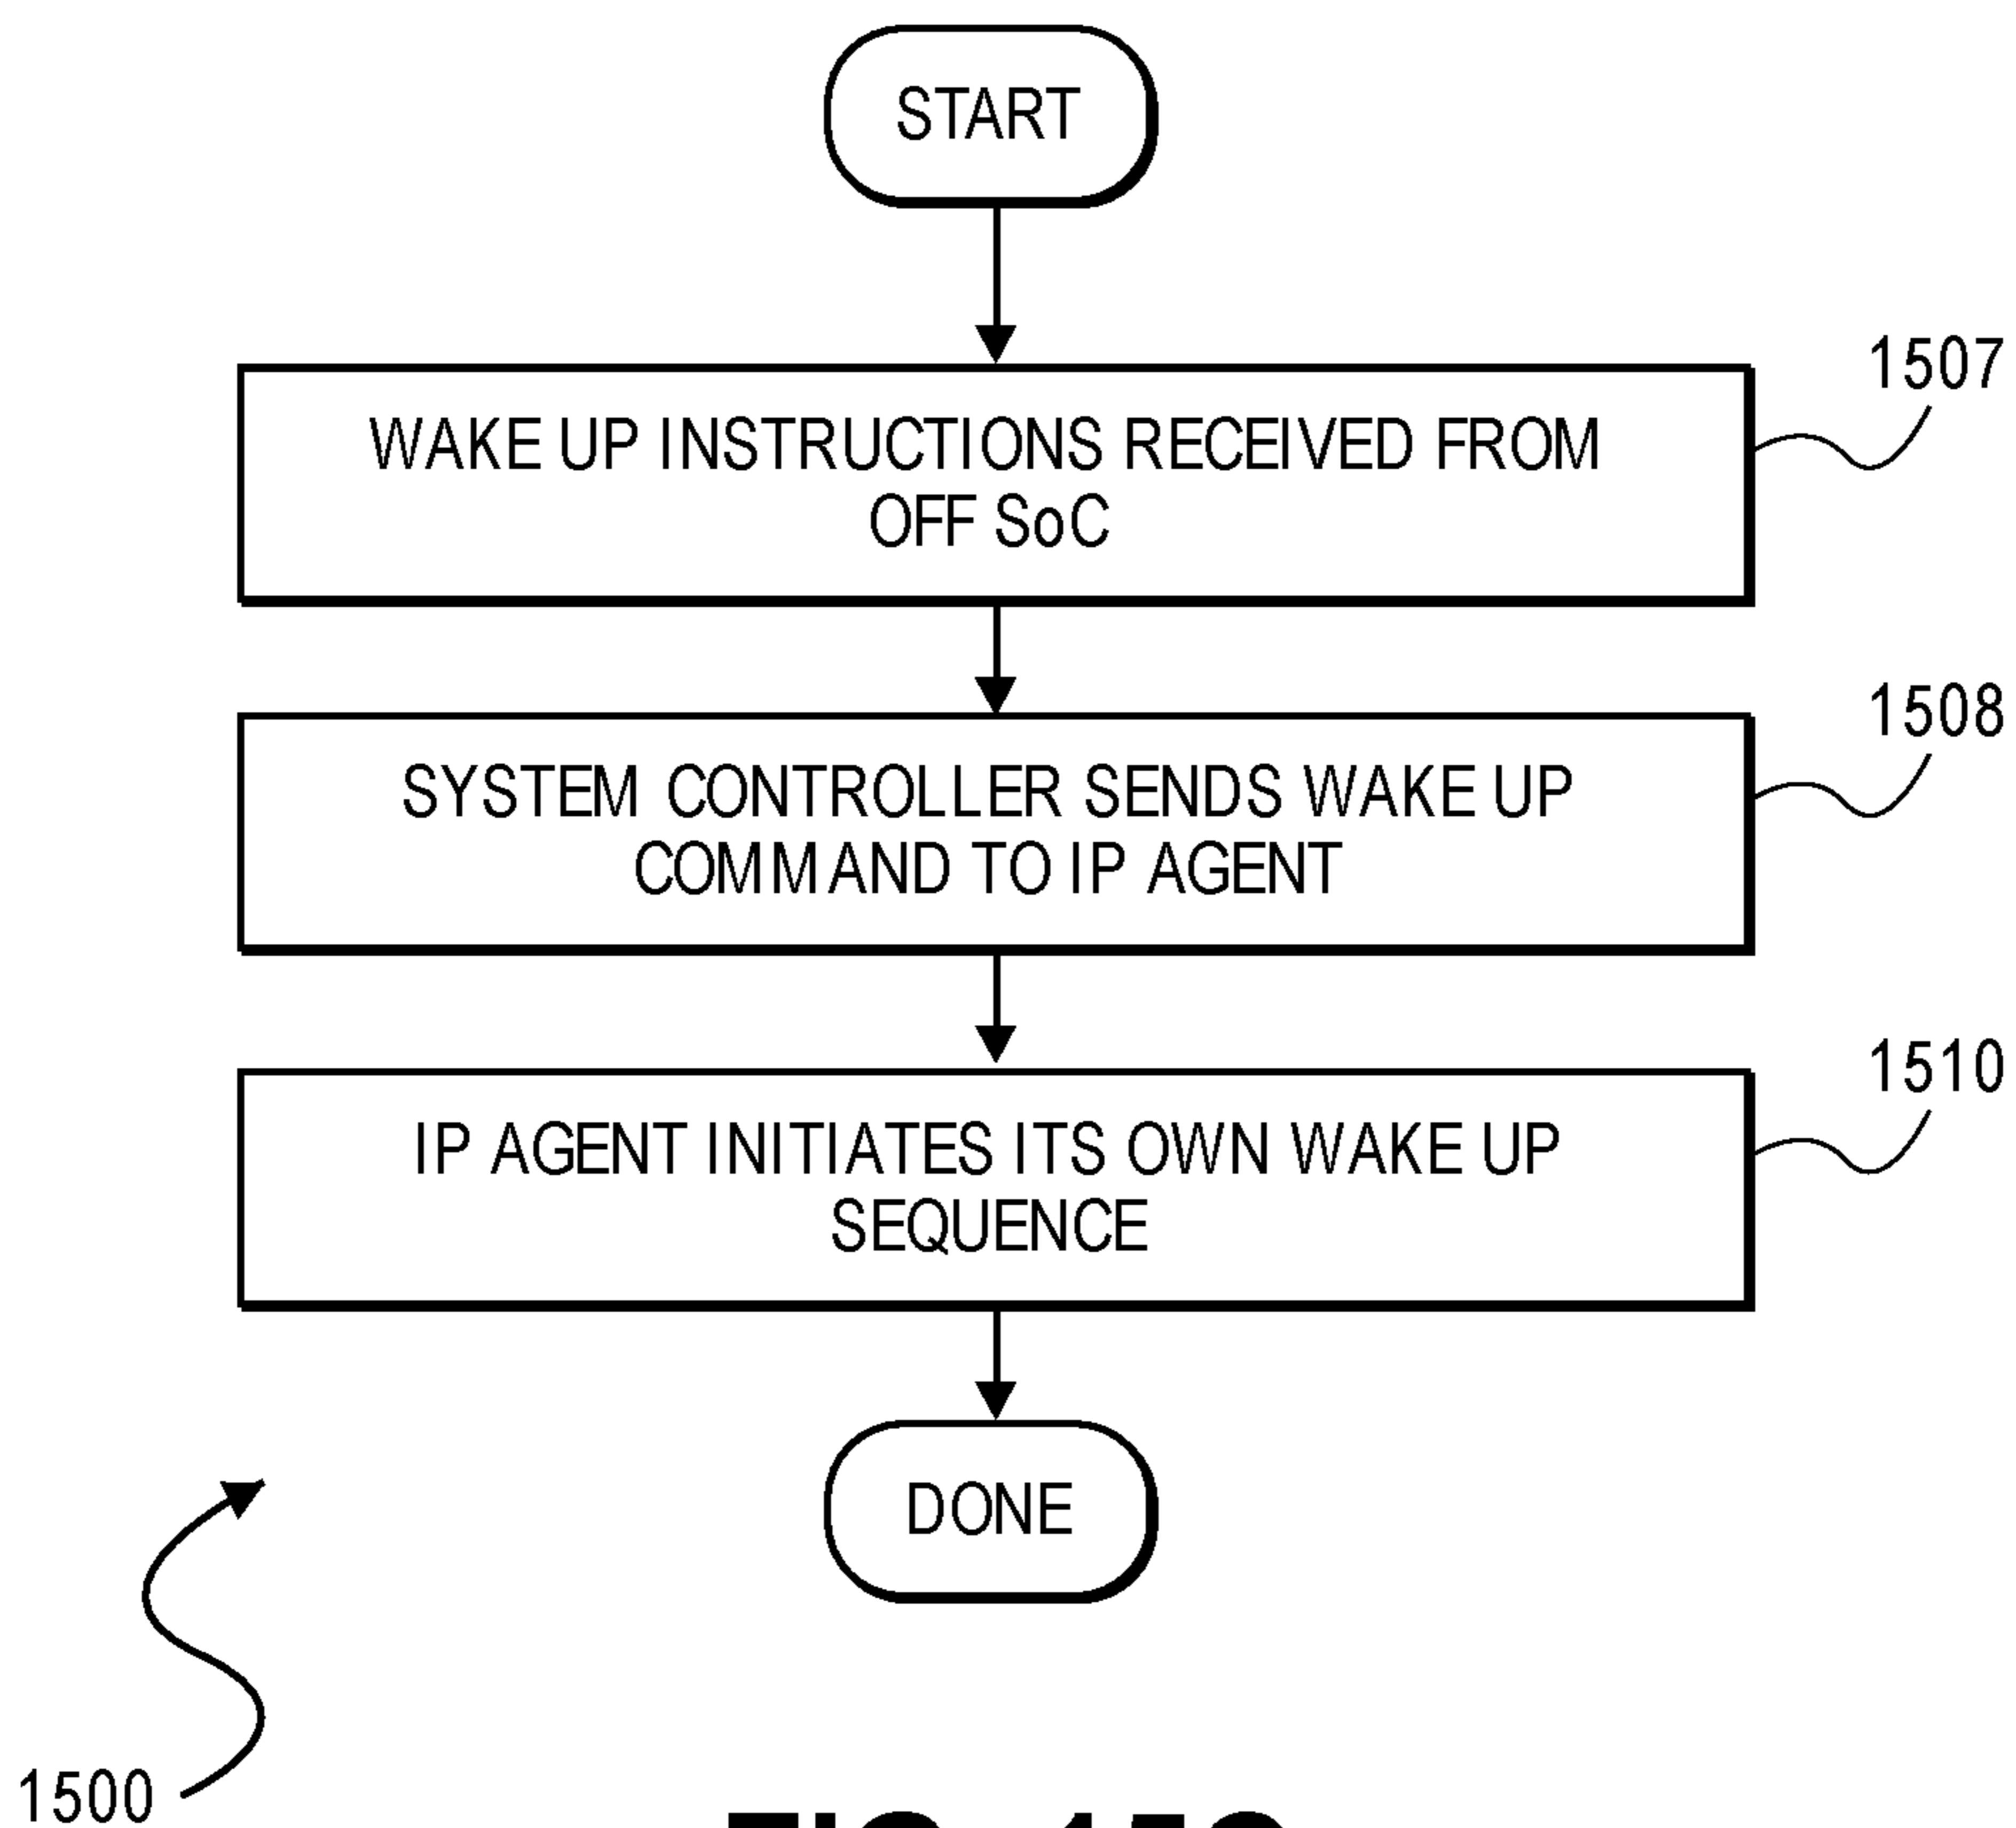 START
1507
WAKE UP INSTRUCTIONS RECEIVED FROM
OFF SoC
1508
SYSTEM CONTROLLER SENDS WAKE UP
COMMAND TO IP AGENT
1510
IP AGENT INITIATES ITS OWN WAKE UP
SEQUENCE
DONE
1500